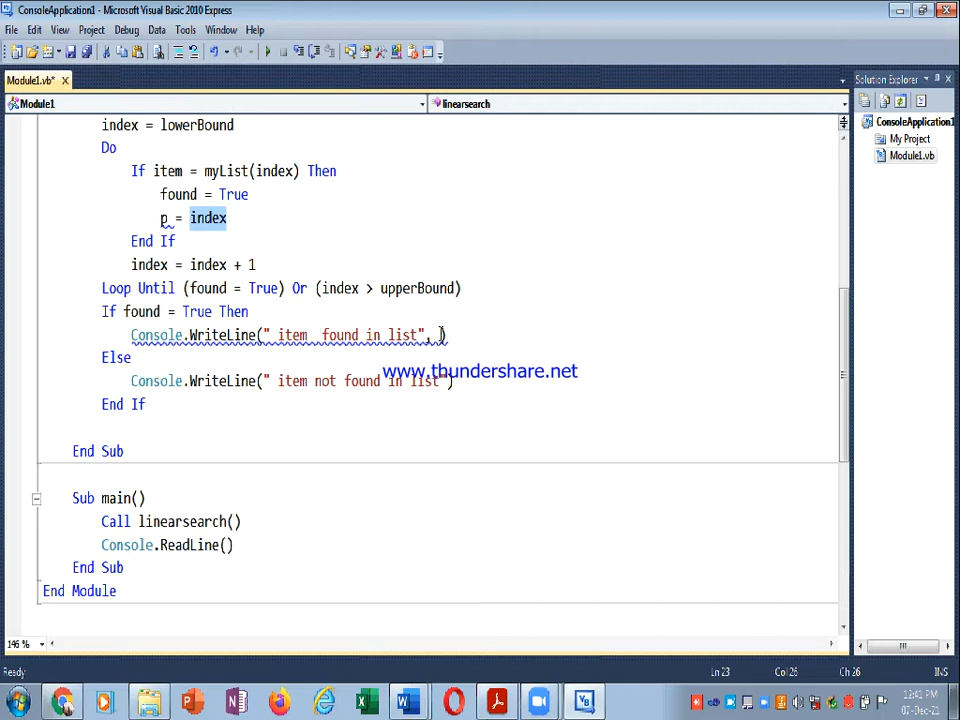 ConsoleApplication1 - Microsoft Visual Basic 2010 Express
File Edit View Project Debug Data Tools Window Help
Module1.vb* x
Solution Explorer
Module1 linearsearch
ConsoleApplication1
My Project
Module1.vb
index = lowerBound
Do
If item = myList(index) Then
found = True
p = index
End If
index = index + 1
Loop Until (found = True) Or (index > upperBound)
If found = True Then
Console.WriteLine(" item  found in list", )
Else
www.thundershare.net
Console.WriteLine(" item not found in list")
End If
End Sub
Sub main()
Call linearsearch()
Console.ReadLine()
End Sub
End Module
146 %
Ready Ln 23 Col 26 Ch 26 INS
12:41 PM
07-Dec-21